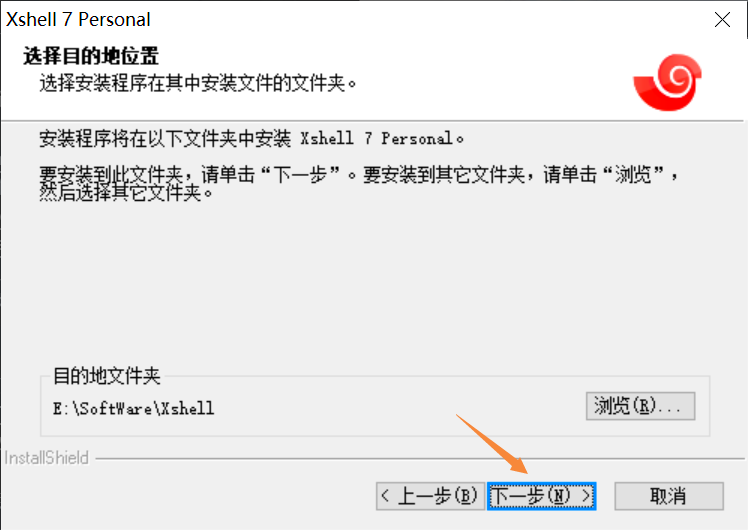 Xshell 7 Personal
选择目的地位置
选择安装程序在其中安装文件的文件夹。
安装程序将在以下文件夹中安装 Xshell 7 Personal。
要安装到此文件夹，请单击“下一步”。要安装到其它文件夹，请单击“浏览”，
然后选择其它文件夹。
目的地文件夹
E:\SoftWare\Xshell
浏览(R)...
InstallShield
< 上一步(B)
下一步(N) >
取消